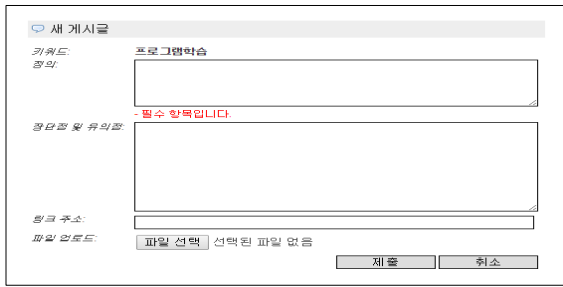 새 게시글
키워드: 프로그램학습
정의:
- 필수 항목입니다.
장단점 및 유의점:
링크 주소:
파일 업로드: 파일 선택 선택된 파일 없음
제출 취소